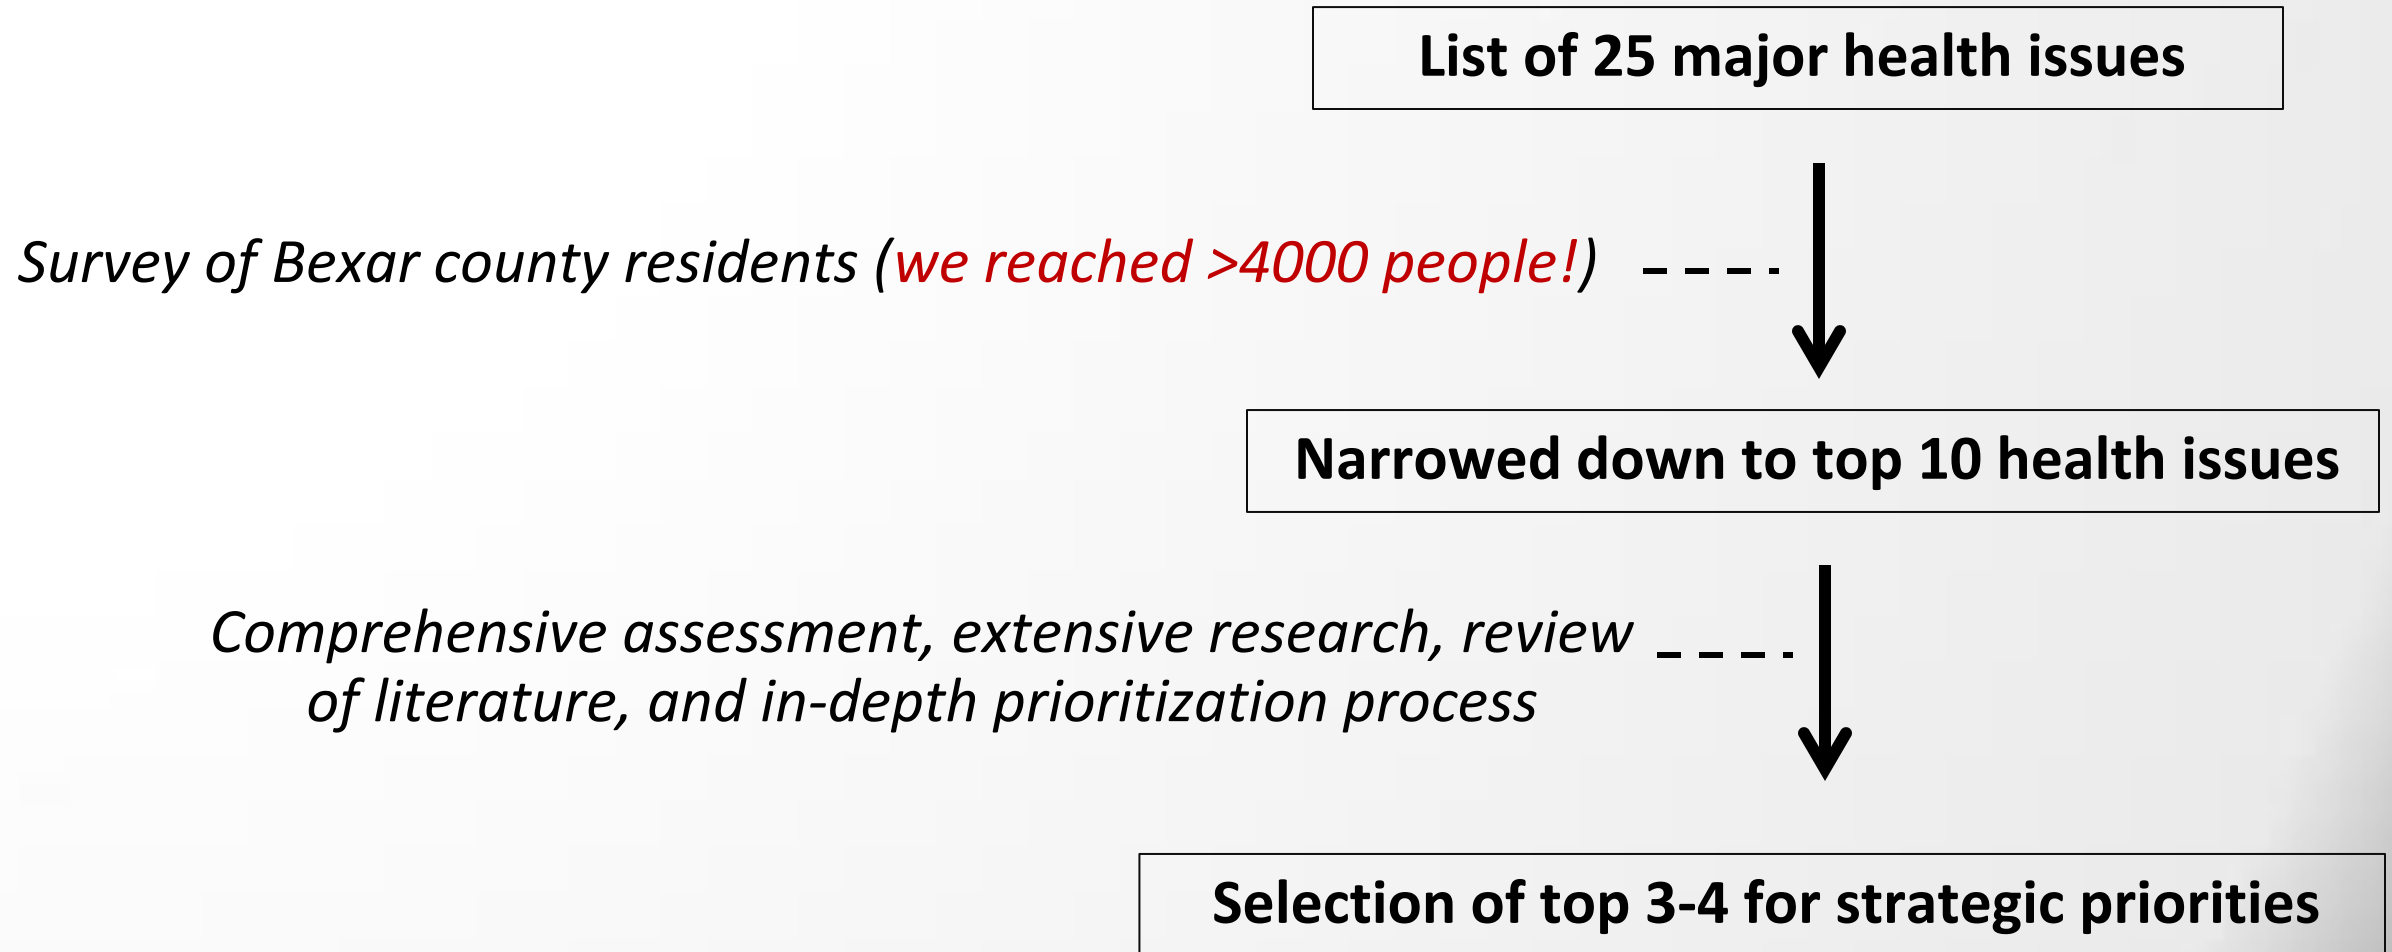 List of 25 major health issues
Survey of Bexar county residents (we reached >4000 people!)
Narrowed down to top 10 health issues
Comprehensive assessment, extensive research, review
of literature, and in-depth prioritization process
Selection of top 3-4 for strategic priorities